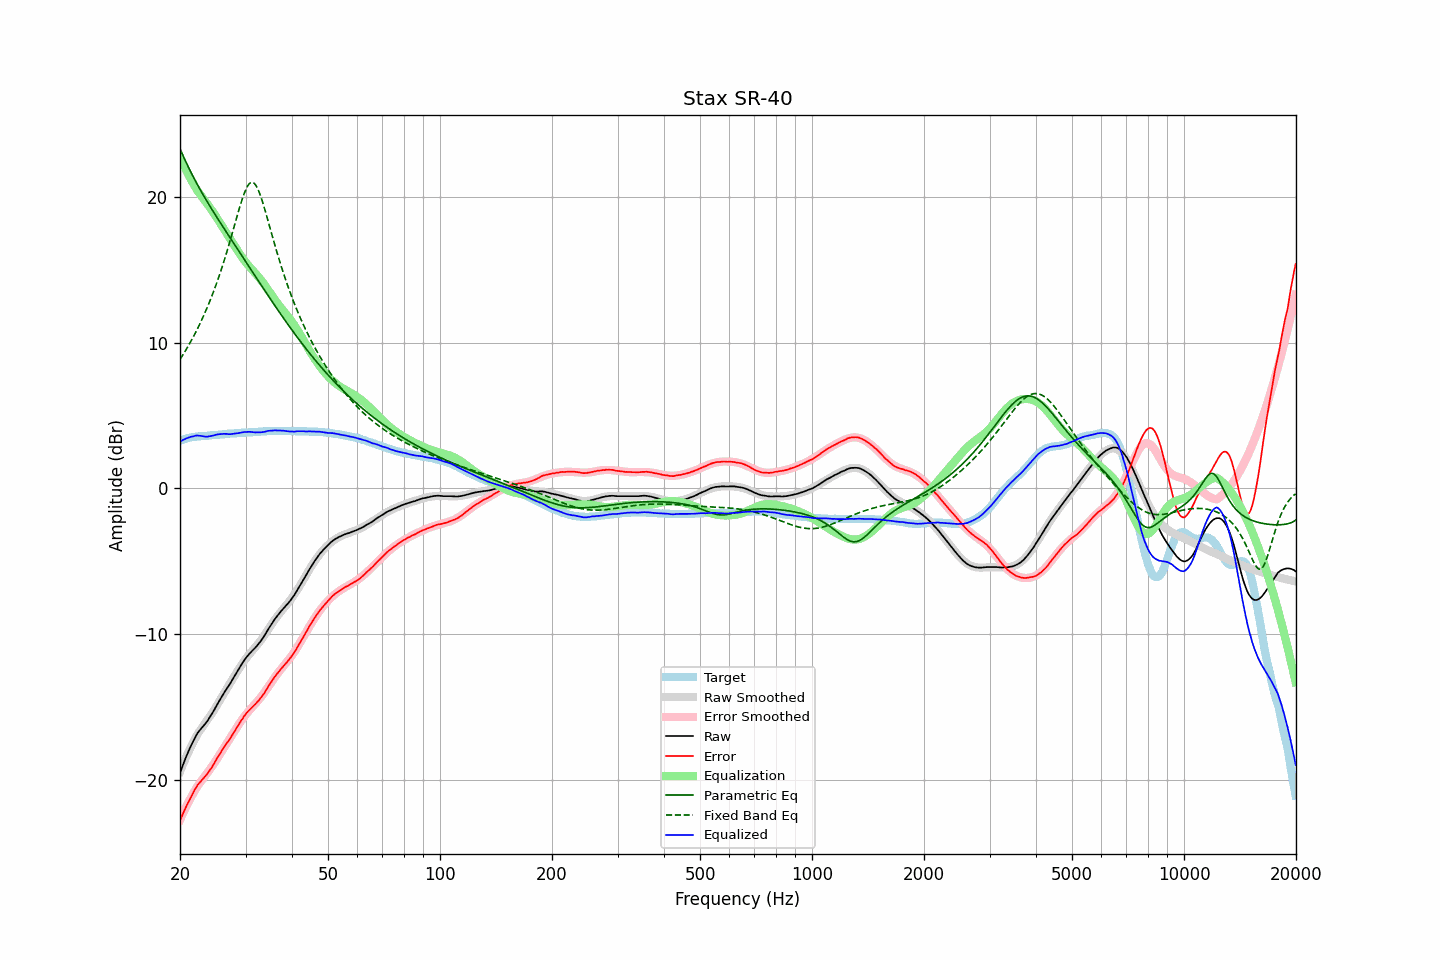 Stax SR-40
Amplitude (dBr)
20
10
0
−10
−20
20
50
100
200
500
1000
2000
5000
10000
20000
Frequency (Hz)
Target
Raw Smoothed
Error Smoothed
Raw
Error
Equalization
Parametric Eq
Fixed Band Eq
Equalized